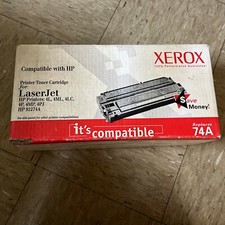 Compatible with HP
XEROX
Printer Toner Cartridge
for
LaserJet
HP Printers: 4L, 4ML, 4LC,
4P, 4MP, 4PJ
HP 92274A
Save
Money!
it's compatible
Replaces
74A